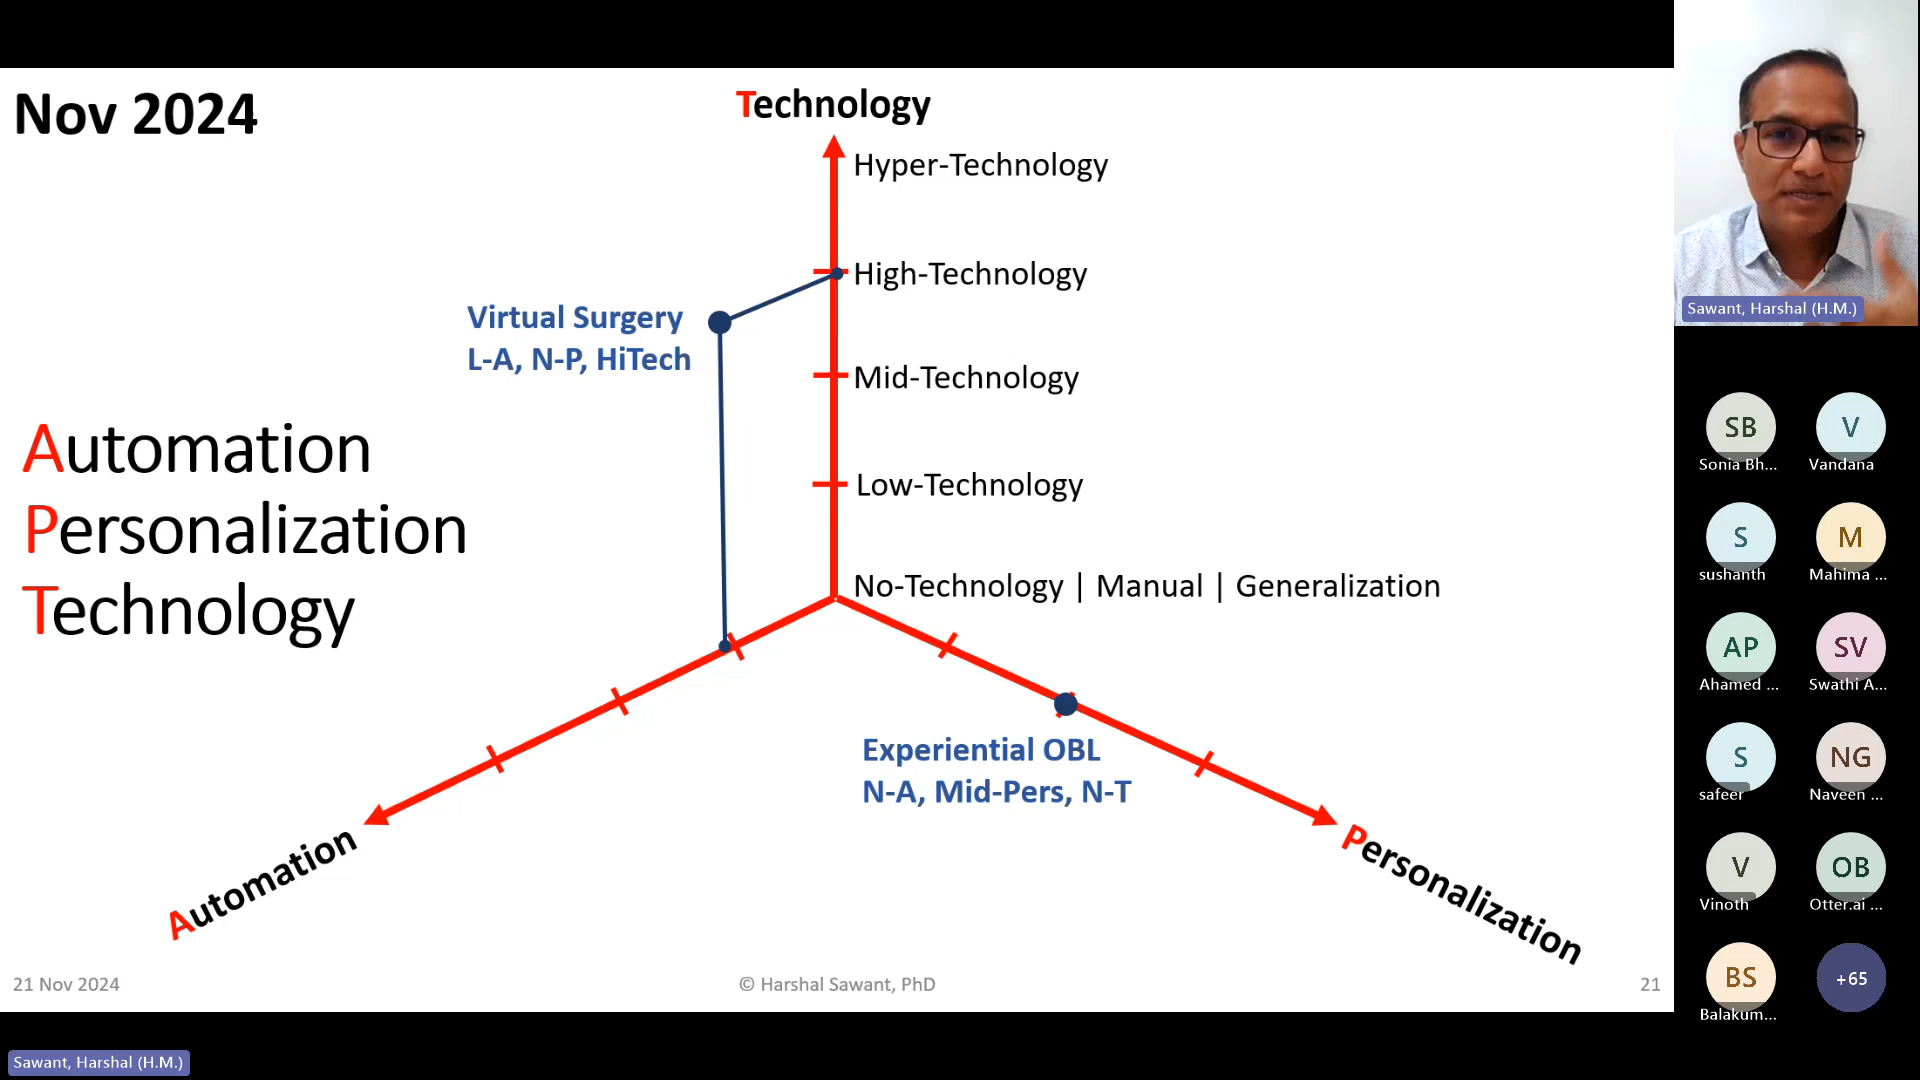 Nov 2024
Technology
Hyper-Technology
High-Technology
Virtual Surgery
L-A, N-P, HiTech
Mid-Technology
Low-Technology
Automation
Personalization
Technology
No-Technology | Manual | Generalization
Experiential OBL
N-A, Mid-Pers, N-T
Automation
Personalization
21 Nov 2024
© Harshal Sawant, PhD
21
Sawant, Harshal (H.M.)
Sawant, Harshal (H.M.)
SB
Sonia Bh...
V
Vandana
S
sushanth
M
Mahima ...
AP
Ahamed ...
SV
Swathi A...
S
safeer
NG
Naveen ...
V
Vinoth
OB
Otter.ai ...
BS
Balakum...
+65